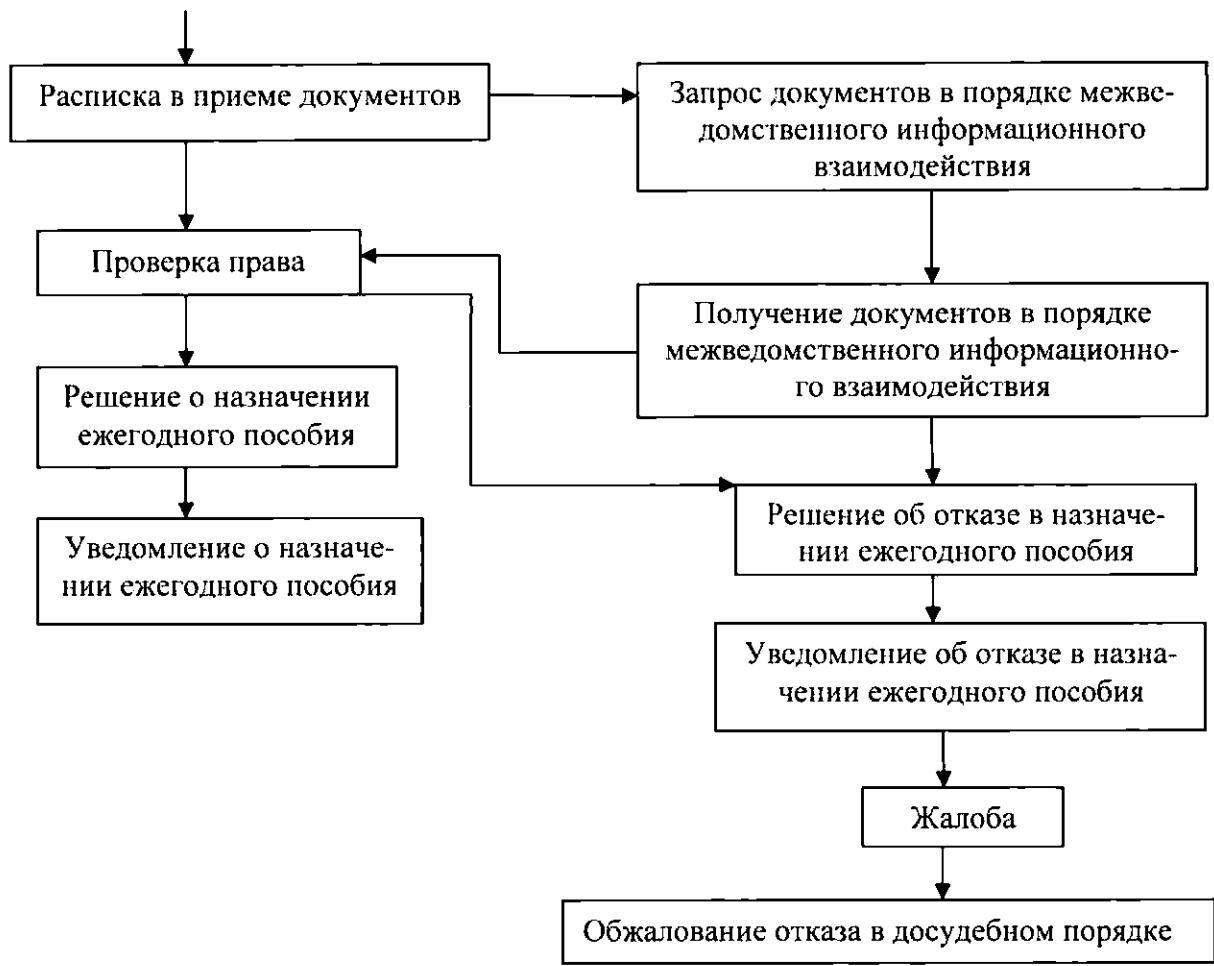 Расписка в приеме документов
Запрос документов в порядке межве-
домственного информационного
взаимодействия
Проверка права
Получение документов в порядке
межведомственного информационно-
го взаимодействия
Решение о назначении
ежегодного пособия
Решение об отказе в назначе-
нии ежегодного пособия
Уведомление о назначе-
нии ежегодного пособия
Уведомление об отказе в назна-
чении ежегодного пособия
Жалоба
Обжалование отказа в досудебном порядке